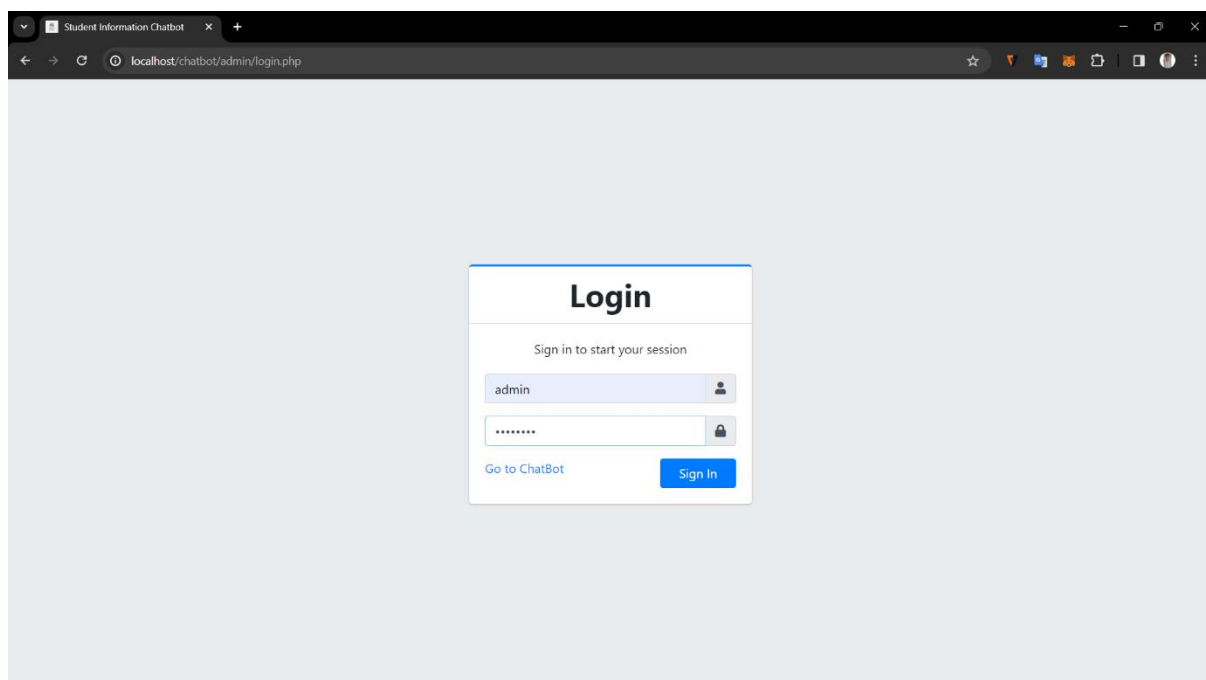 Student Information Chatbot
localhost/chatbot/admin/login.php
Login
Sign in to start your session
admin
••••••••
Go to ChatBot
Sign In